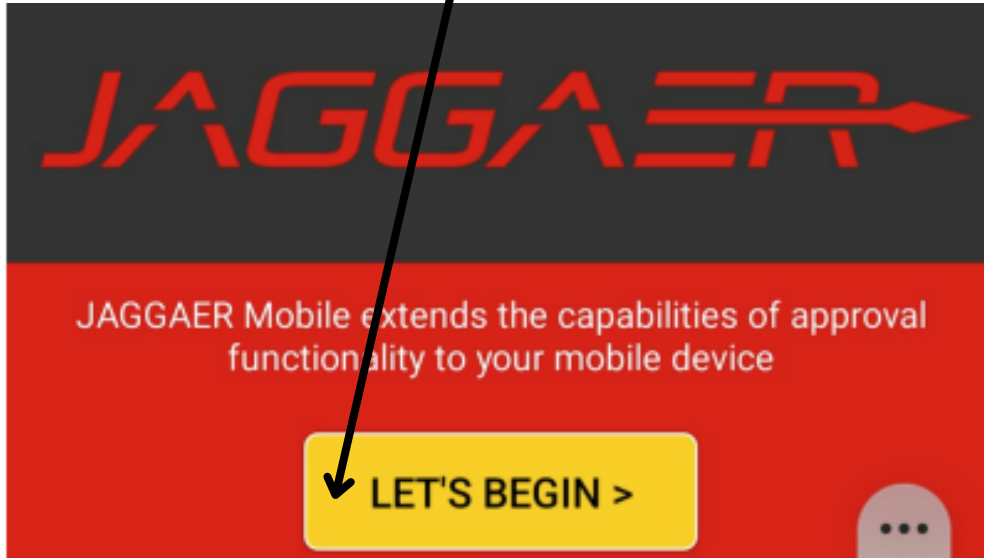 JAGGAER
JAGGAER Mobile extends the capabilities of approval
functionality to your mobile device
LET'S BEGIN >